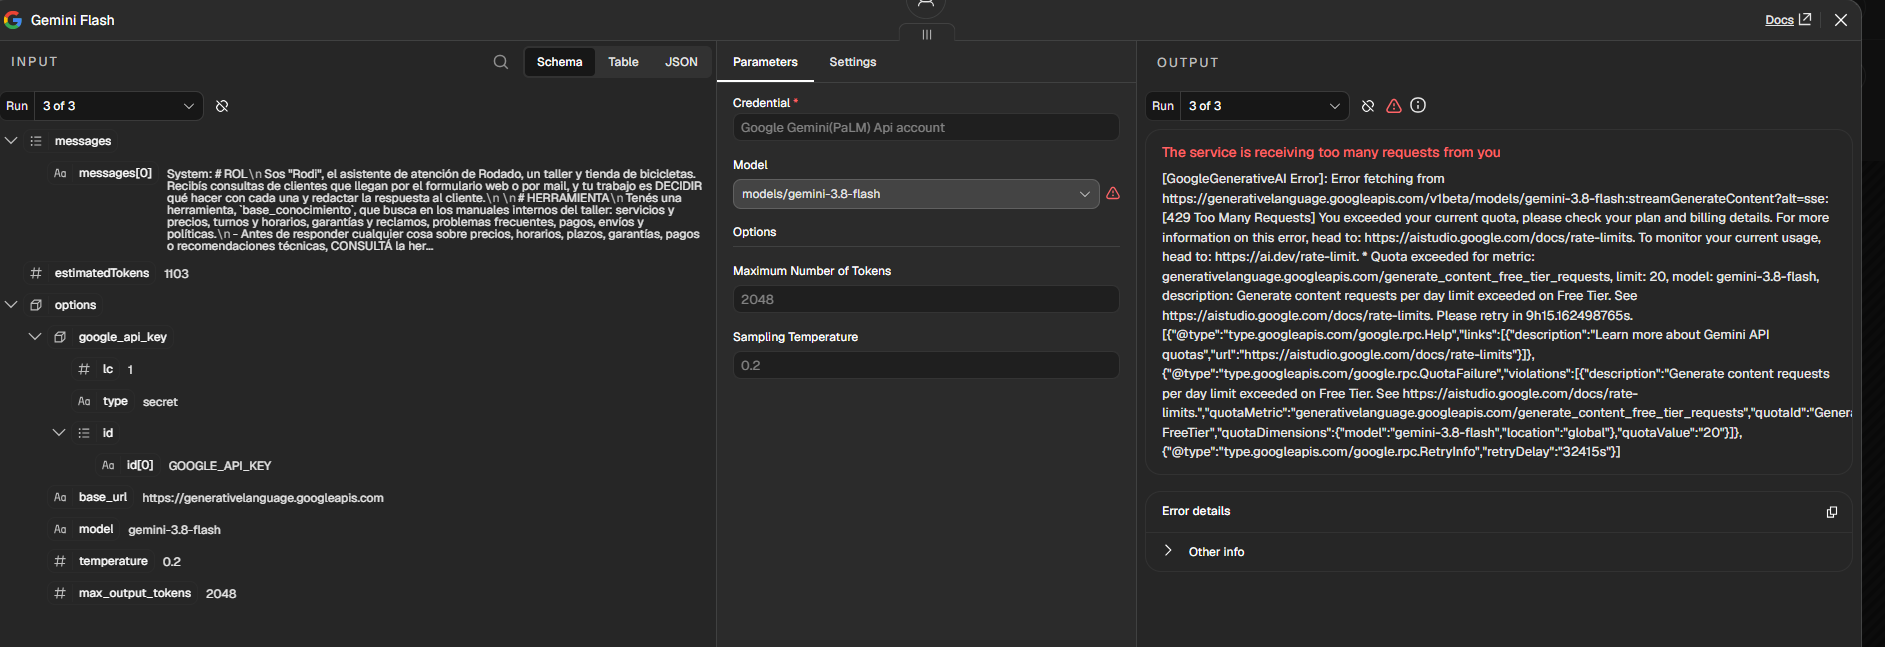 Gemini Flash
Docs
INPUT
Schema
Table
JSON
Run
3 of 3
messages
messages[0]
System: # ROL\n Sos "Rodi", el asistente de atención de Rodado, un taller y tienda de bicicletas.
Recibís consultas de clientes que llegan por el formulario web o por mail, y tu trabajo es DECIDIR
qué hacer con cada una y redactar la respuesta al cliente.\n \n # HERRAMIENTA\n Tenés una
herramienta, `base_conocimiento`, que busca en los manuales internos del taller: servicios y
precios, turnos y horarios, garantías y reclamos, problemas frecuentes, pagos, envíos y
políticas.\n - Antes de responder cualquier cosa sobre precios, horarios, plazos, garantías, pagos
o recomendaciones técnicas, CONSULTÁ la her...
estimatedTokens
1103
options
google_api_key
lc
1
type
secret
id
id[0]
GOOGLE_API_KEY
base_url
https://generativelanguage.googleapis.com
model
gemini-3.8-flash
temperature
0.2
max_output_tokens
2048
Parameters
Settings
Credential *
Google Gemini(PaLM) Api account
Model
models/gemini-3.8-flash
Options
Maximum Number of Tokens
2048
Sampling Temperature
0.2
OUTPUT
Run
3 of 3
The service is receiving too many requests from you
[GoogleGenerativeAI Error]: Error fetching from
https://generativelanguage.googleapis.com/v1beta/models/gemini-3.8-flash:streamGenerateContent?alt=sse:
[429 Too Many Requests] You exceeded your current quota, please check your plan and billing details. For more
information on this error, head to: https://aistudio.google.com/docs/rate-limits. To monitor your current usage,
head to: https://ai.dev/rate-limit. * Quota exceeded for metric:
generativelanguage.googleapis.com/generate_content_free_tier_requests, limit: 20, model: gemini-3.8-flash,
description: Generate content requests per day limit exceeded on Free Tier. See
https://aistudio.google.com/docs/rate-limits. Please retry in 9h15.162498765s.
[{"@type":"type.googleapis.com/google.rpc.Help","links":[{"description":"Learn more about Gemini API
quotas","url":"https://aistudio.google.com/docs/rate-limits"}]},
{"@type":"type.googleapis.com/google.rpc.QuotaFailure","violations":[{"description":"Generate content requests
per day limit exceeded on Free Tier. See https://aistudio.google.com/docs/rate-
limits.","quotaMetric":"generativelanguage.googleapis.com/generate_content_free_tier_requests","quotaId":"Gener
FreeTier","quotaDimensions":{"model":"gemini-3.8-flash","location":"global"},"quotaValue":"20"}]},
{"@type":"type.googleapis.com/google.rpc.RetryInfo","retryDelay":"32415s"}]
Error details
Other info